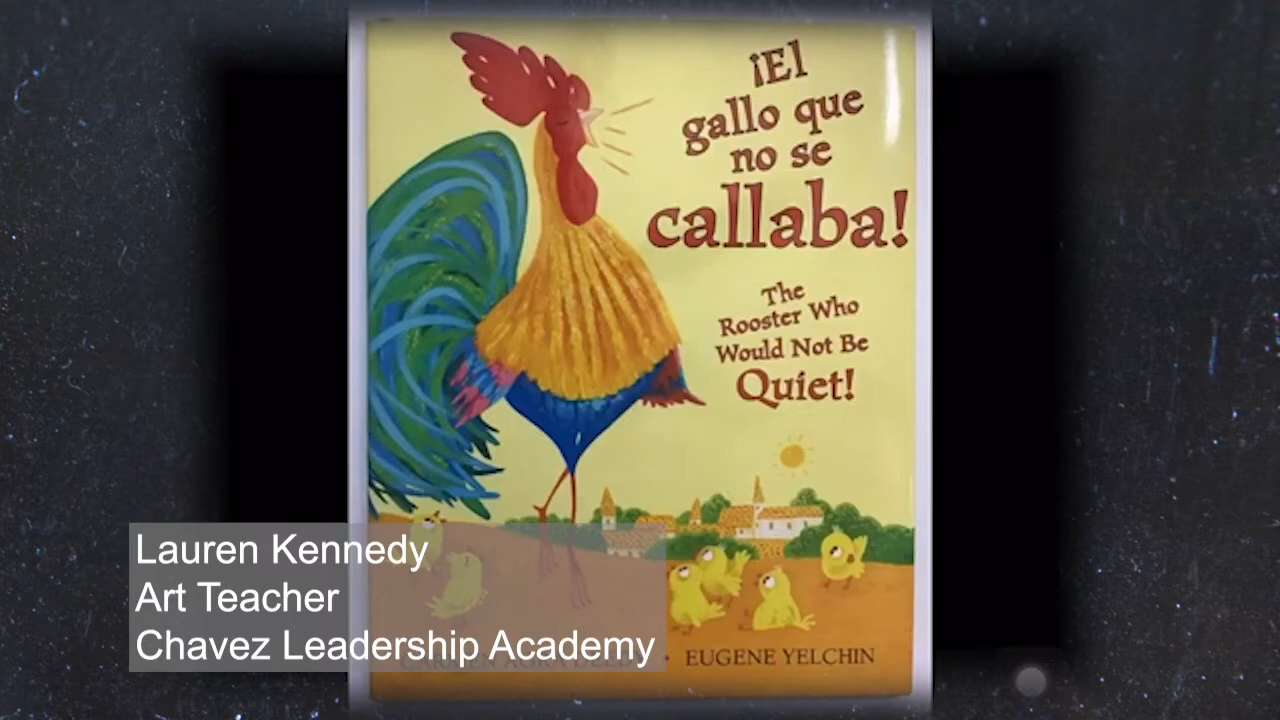 ¡El
gallo que
no se
callaba!
The
Rooster Who
Would Not Be
Quiet!
Lauren Kennedy
Art Teacher
Chavez Leadership Academy
EUGENE YELCHIN